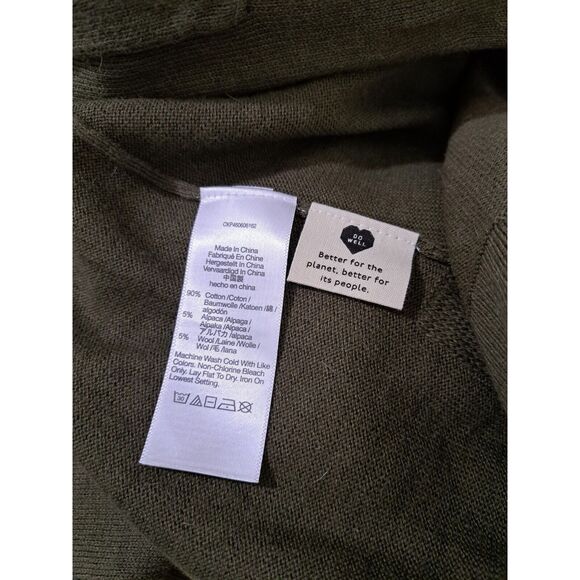 CKP460606162
Made In China
Fabriqué En Chine
Hergestellt In China
Vervaardigd In China
中国製
hecho en china
90% Cotton /Coton /
Baumwolle /Katoen /綿 /
algodón
5% Alpaca /Alpaga /
Alpaka /Alpaca /
アルパカ /alpaca
5% Wool /Laine /Wolle /
Wol /毛 /lana
Machine Wash Cold With Like
Colors. Non-Chlorine Bleach
Only. Lay Flat To Dry. Iron On
Lowest Setting.
30
DO
WELL
Better for the
planet, better for
its people.